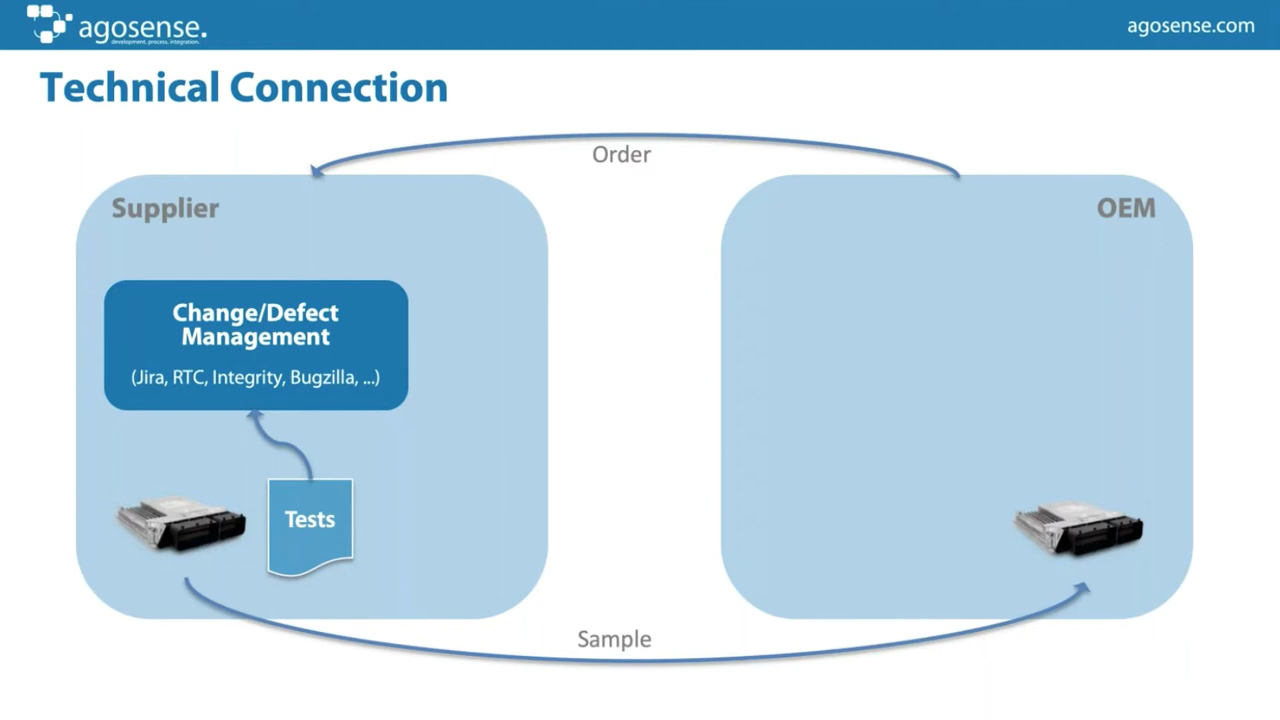 agosense.
development, process, integration.
agosense.com
Technical Connection
Order
Supplier
OEM
Change/Defect
Management
(Jira, RTC, Integrity, Bugzilla, ...)
Tests
Sample